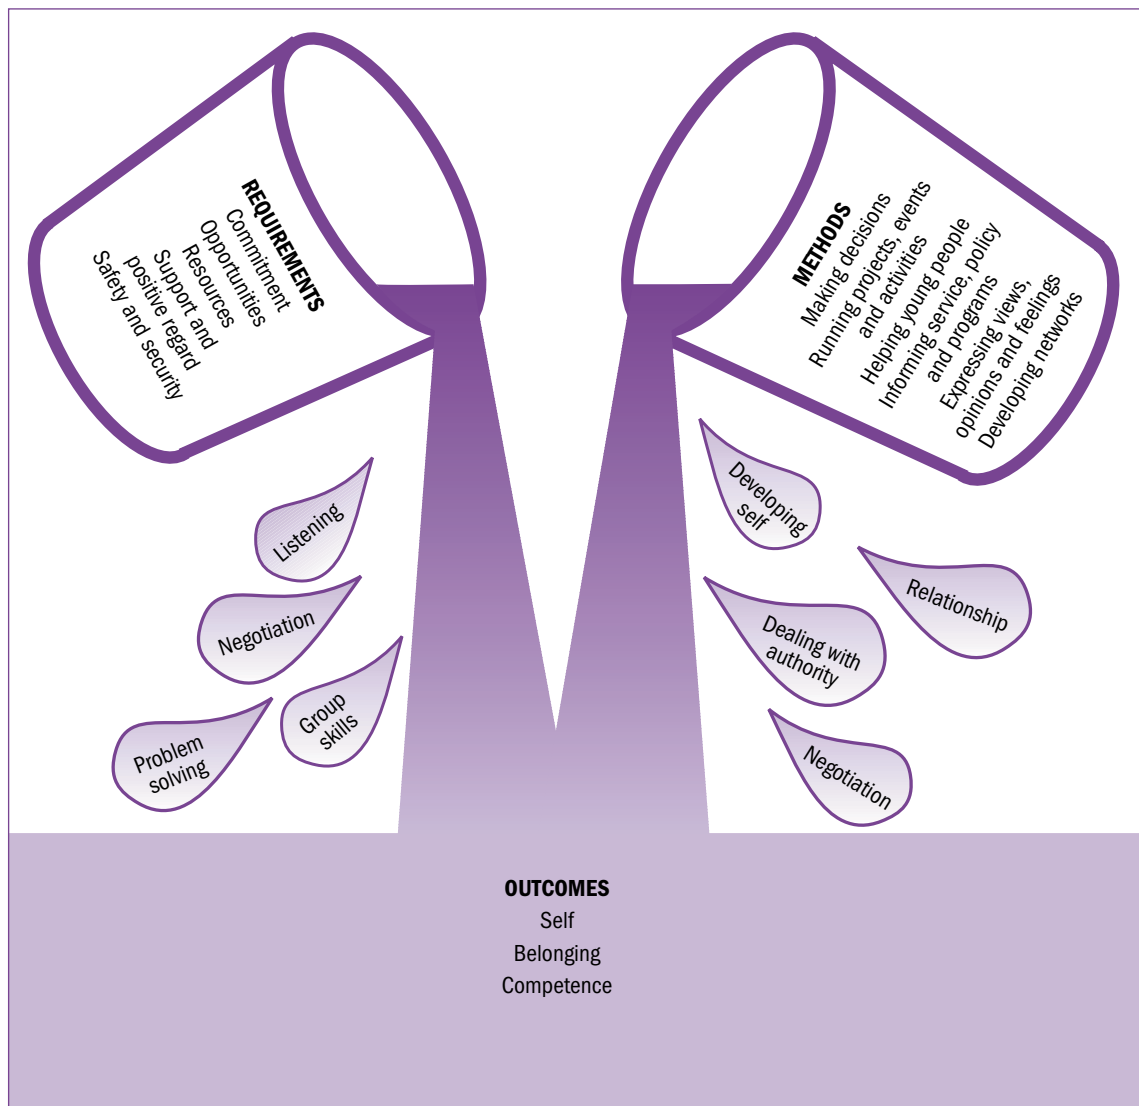 REQUIREMENTS
Commitment
Opportunities
Resources
Support and
positive regard
Safety and security
METHODS
Making decisions
Running projects, events
and activities
Helping young people
Informing service, policy
and programs
Expressing views,
opinions and feelings
Developing networks
Listening
Negotiation
Group
skills
Problem
solving
Developing
self
Relationship
Dealing with
authority
Negotiation
OUTCOMES
Self
Belonging
Competence